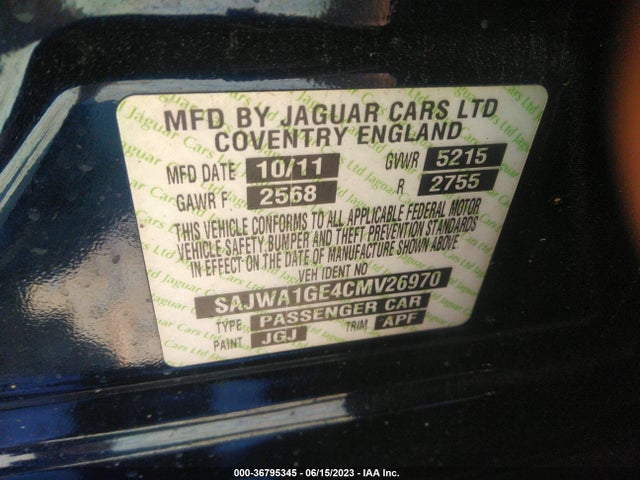 MFD BY JAGUAR CARS LTD
COVENTRY ENGLAND
MFD DATE 10/11 GVWR 5215
GAWR F 2568 R 2755
THIS VEHICLE CONFORMS TO ALL APPLICABLE FEDERAL MOTOR
VEHICLE SAFETY BUMPER AND THEFT PREVENTION STANDARDS
IN EFFECT ON THE DATE OF MANUFACTURE SHOWN ABOVE
VEH IDENT NO
SAJWA1GE4CMV26970
TYPE PASSENGER CAR
PAINT JGJ TRIM APF
000-36795345 - 06/15/2023 - IAA Inc.